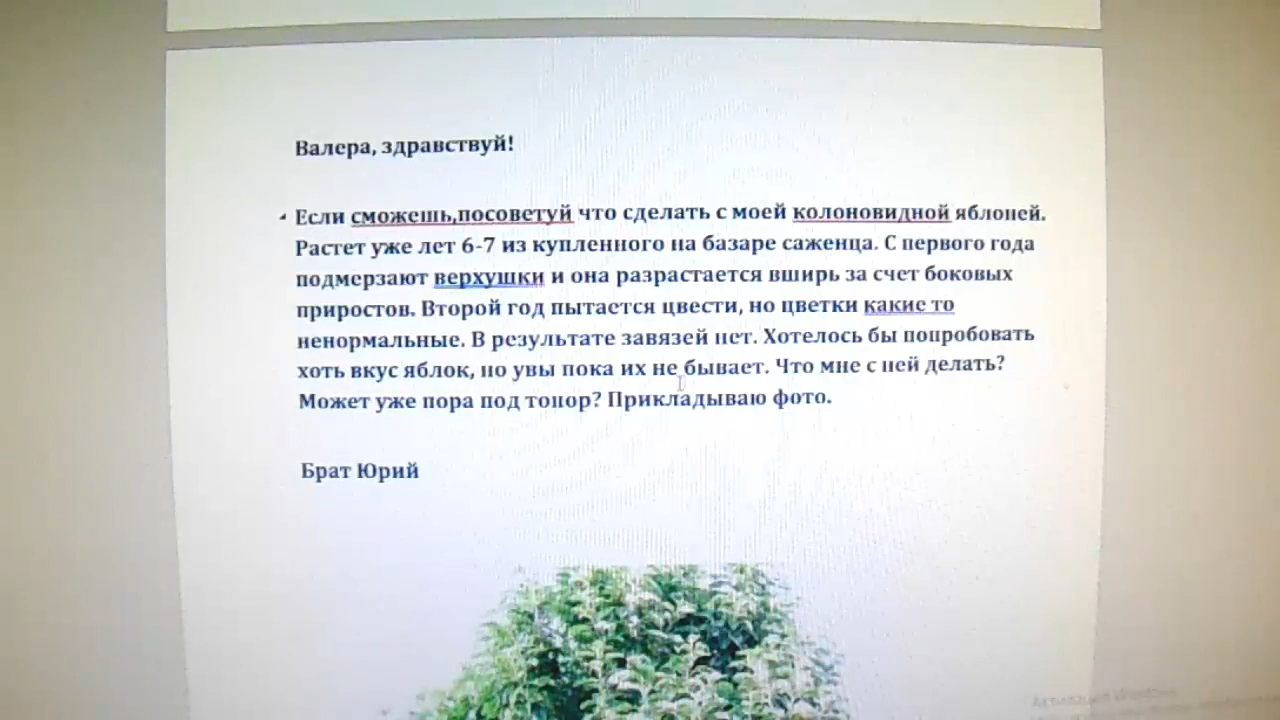 Валера, здравствуй!
Если сможешь,посоветуй что сделать с моей колоновидной яблоней.
Растет уже лет 6-7 из купленного на базаре саженца. С первого года
подмерзают верхушки и она разрастается вширь за счет боковых
приростов. Второй год пытается цвести, но цветки какие то
ненормальные. В результате завязей нет. Хотелось бы попробовать
хоть вкус яблок, но увы пока их не бывает. Что мне с ней делать?
Может уже пора под топор? Прикладываю фото.
Брат Юрий
Активация Windows